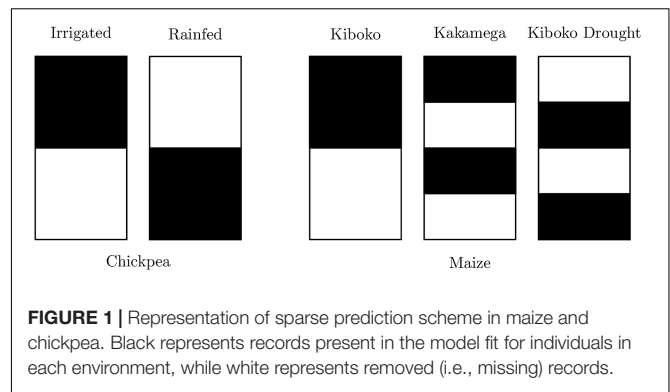 Irrigated Rainfed Kiboko Kakamega Kiboko Drought
Chickpea Maize
FIGURE 1 | Representation of sparse prediction scheme in maize and
chickpea. Black represents records present in the model fit for individuals in
each environment, while white represents removed (i.e., missing) records.